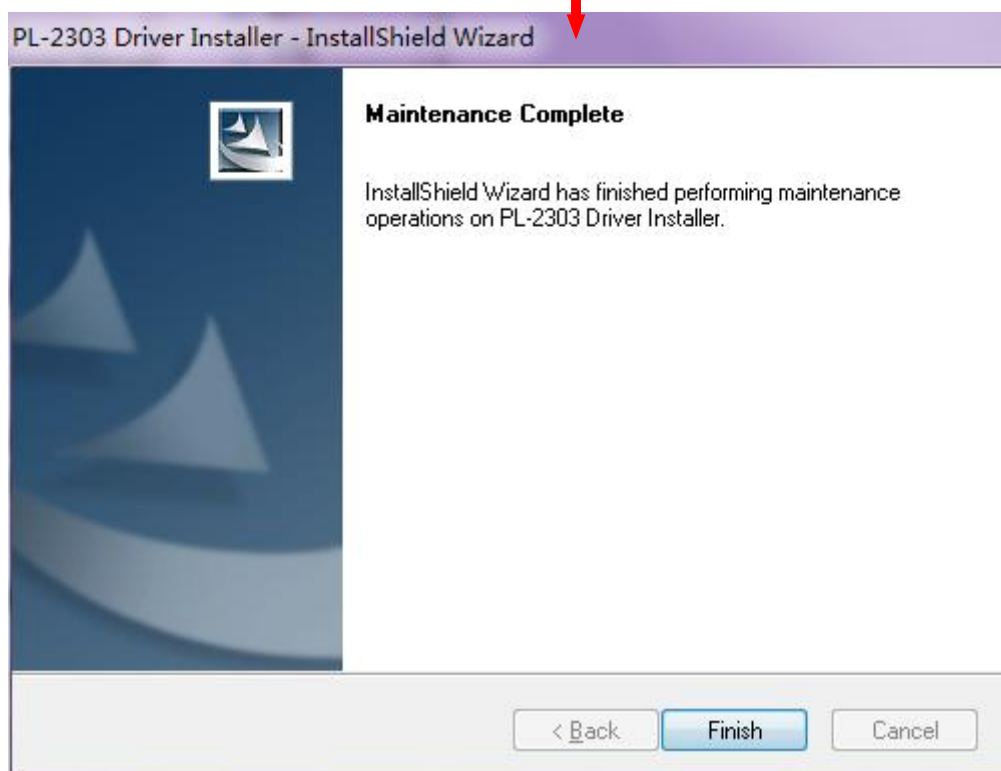 PL-2303 Driver Installer - InstallShield Wizard
Maintenance Complete
InstallShield Wizard has finished performing maintenance
operations on PL-2303 Driver Installer.
< Back
Finish
Cancel